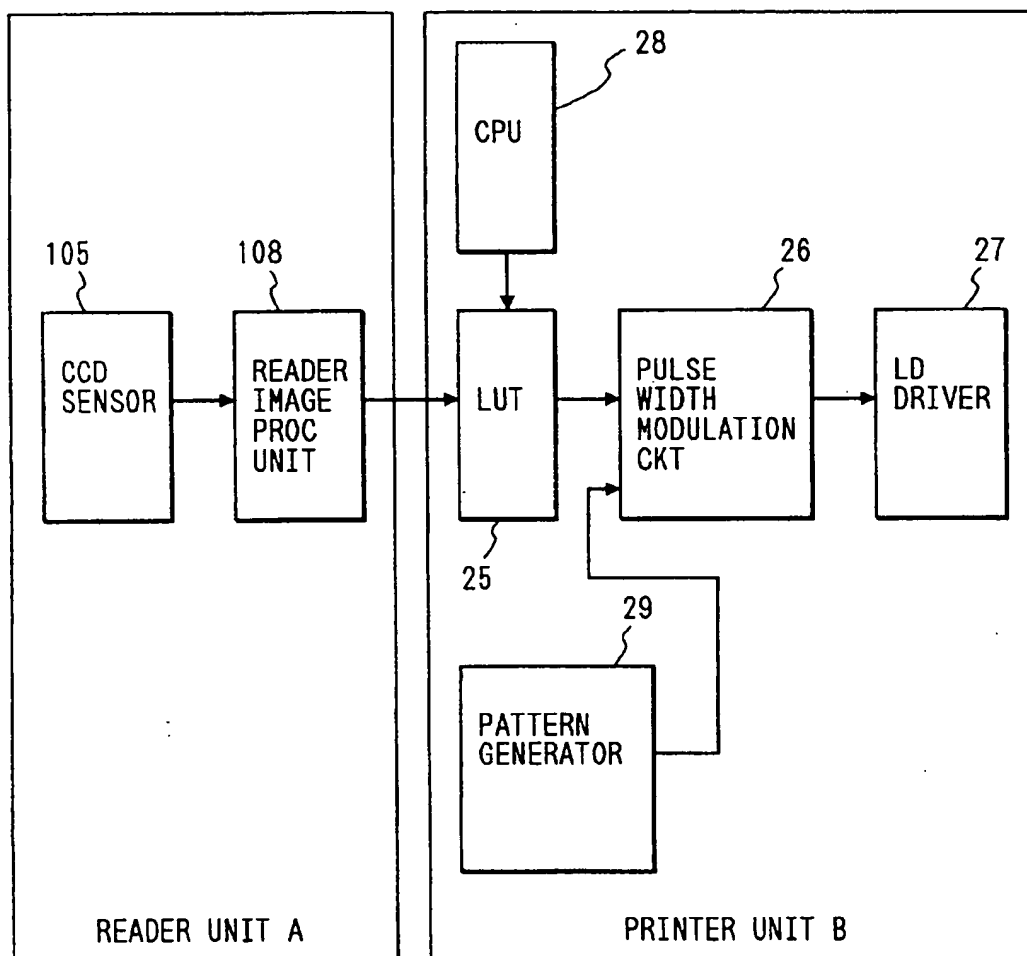 28
CPU
105
108
26
27
CCD
SENSOR
READER
IMAGE
PROC
UNIT
LUT
PULSE
WIDTH
MODULATION
CKT
LD
DRIVER
25
29
PATTERN
GENERATOR
READER UNIT A
PRINTER UNIT B